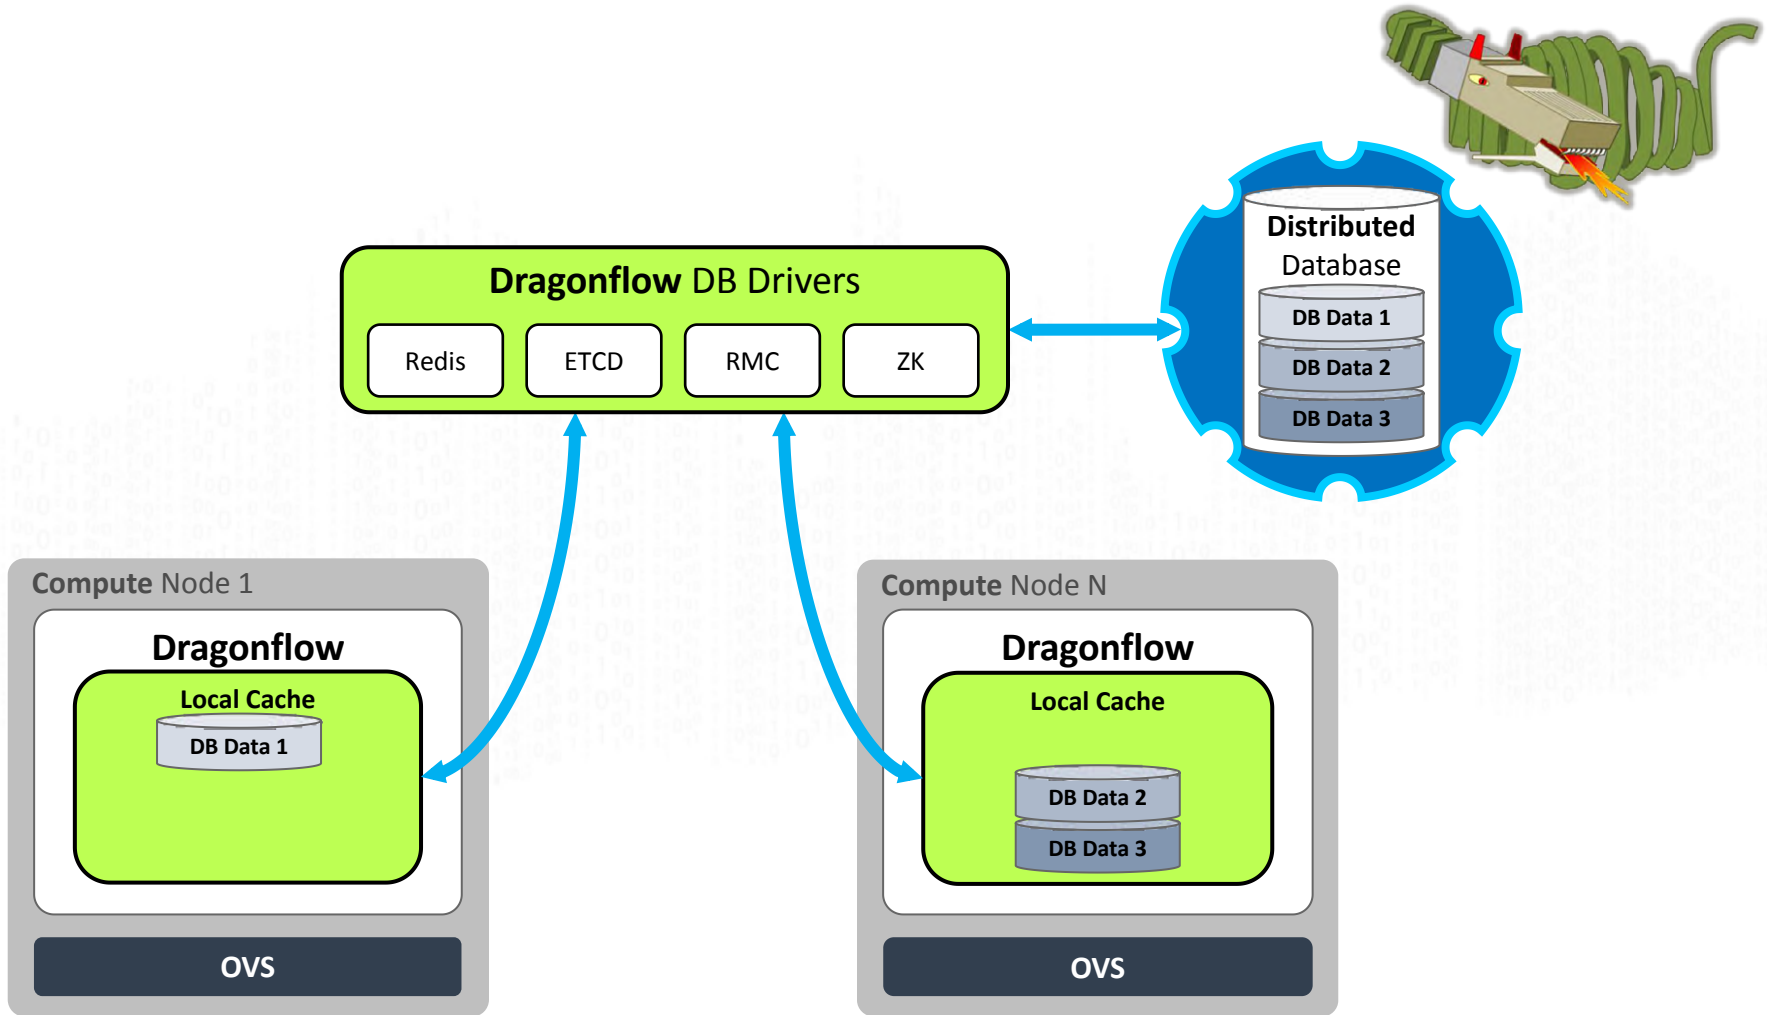 Distributed
Database
DB Data 1
DB Data 2
DB Data 3
Dragonflow DB Drivers
Redis
ETCD
RMC
ZK
Compute Node 1
Dragonflow
Local Cache
DB Data 1
OVS
Compute Node N
Dragonflow
Local Cache
DB Data 2
DB Data 3
OVS